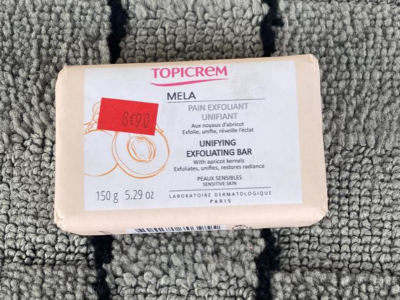 TOPICREM
MELA
8€90
PAIN EXFOLIANT
UNIFIANT
Aux noyaux d'abricot
Exfolie, unifie, réveille l'éclat
UNIFYING
EXFOLIATING BAR
With apricot kernels
Exfoliates, unifies, restores radiance
PEAUX SENSIBLES
SENSITIVE SKIN
150 g 5.29 oz
LABORATOIRE DERMATOLOGIQUE
PARIS